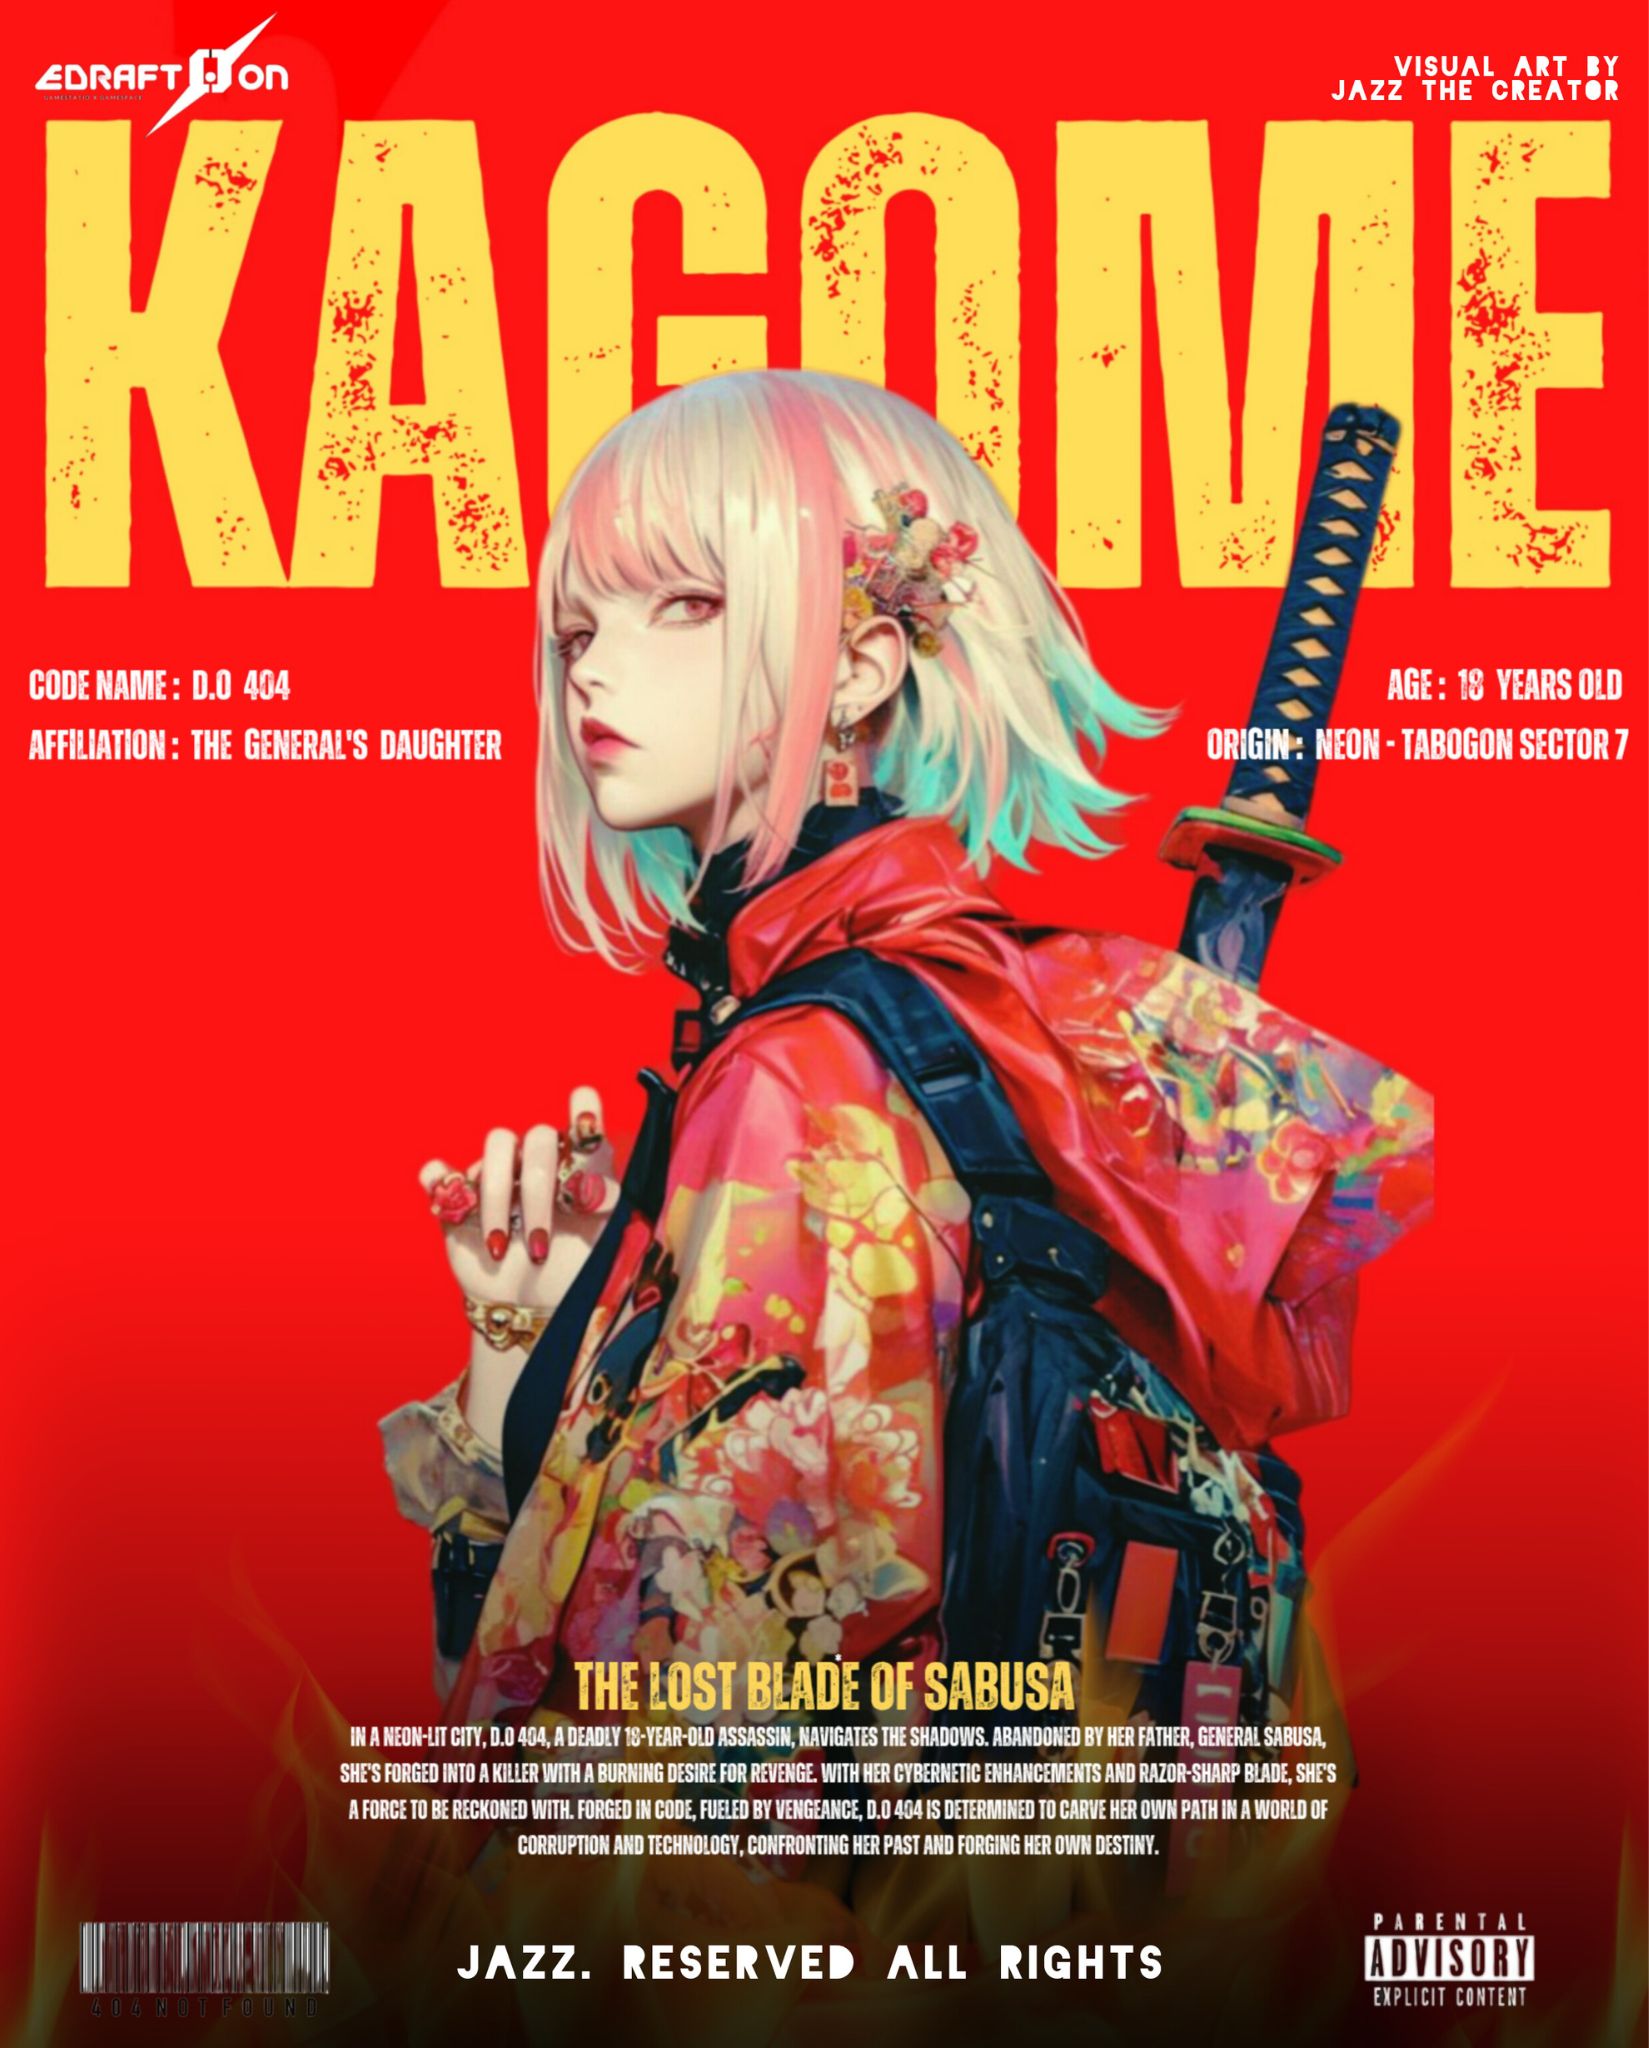 EDRAFT ON
GAMESTATIO X GAMESPACE
VISUAL ART BY
JAZZ THE CREATOR
KAGOME
CODE NAME : D.O 404
AFFILIATION : THE GENERAL'S DAUGHTER
AGE : 18 YEARS OLD
ORIGIN : NEON - TABOGON SECTOR 7
THE LOST BLADE OF SABUSA
IN A NEON-LIT CITY, D.O 404, A DEADLY 18-YEAR-OLD ASSASSIN, NAVIGATES THE SHADOWS. ABANDONED BY HER FATHER, GENERAL SABUSA,
SHE'S FORGED INTO A KILLER WITH A BURNING DESIRE FOR REVENGE. WITH HER CYBERNETIC ENHANCEMENTS AND RAZOR-SHARP BLADE, SHE'S
A FORCE TO BE RECKONED WITH. FORGED IN CODE, FUELED BY VENGEANCE, D.O 404 IS DETERMINED TO CARVE HER OWN PATH IN A WORLD OF
CORRUPTION AND TECHNOLOGY, CONFRONTING HER PAST AND FORGING HER OWN DESTINY.
404 NOT FOUND
JAZZ. RESERVED ALL RIGHTS
PARENTAL
ADVISORY
EXPLICIT CONTENT